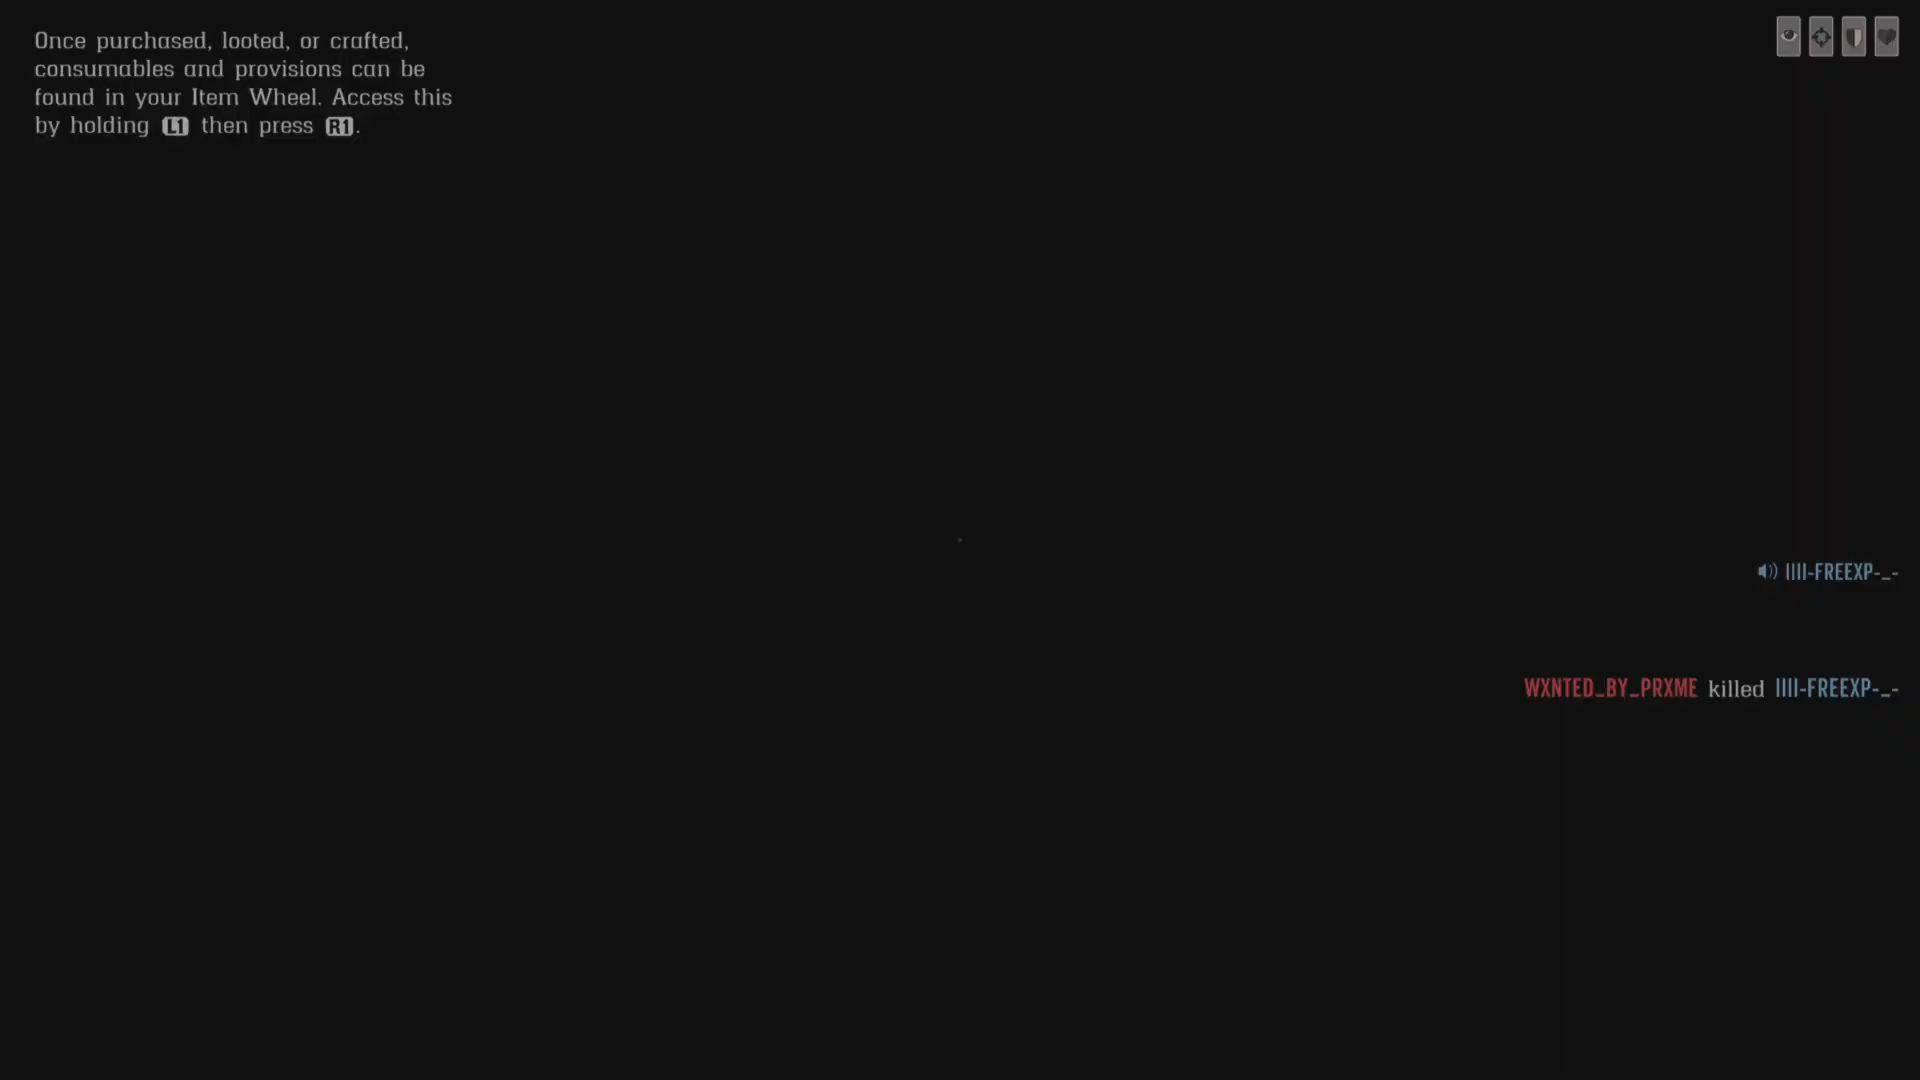 Once purchased, looted, or crafted,
consumables and provisions can be
found in your Item Wheel. Access this
by holding L1 then press R1.
IIII-FREEXP-_-
WXNTED_BY_PRXME killed IIII-FREEXP-_-